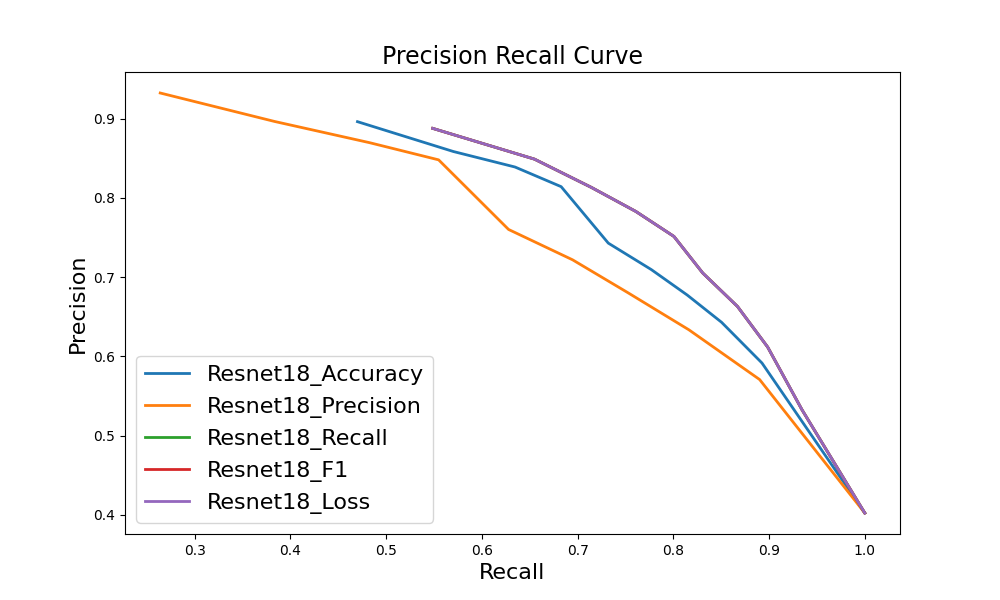 Precision Recall Curve
0.9
0.8
0.7
0.6
0.5
0.4
Precision
Resnet18_Accuracy
Resnet18_Precision
Resnet18_Recall
Resnet18_F1
Resnet18_Loss
0.3 0.4 0.5 0.6 0.7 0.8 0.9 1.0
Recall